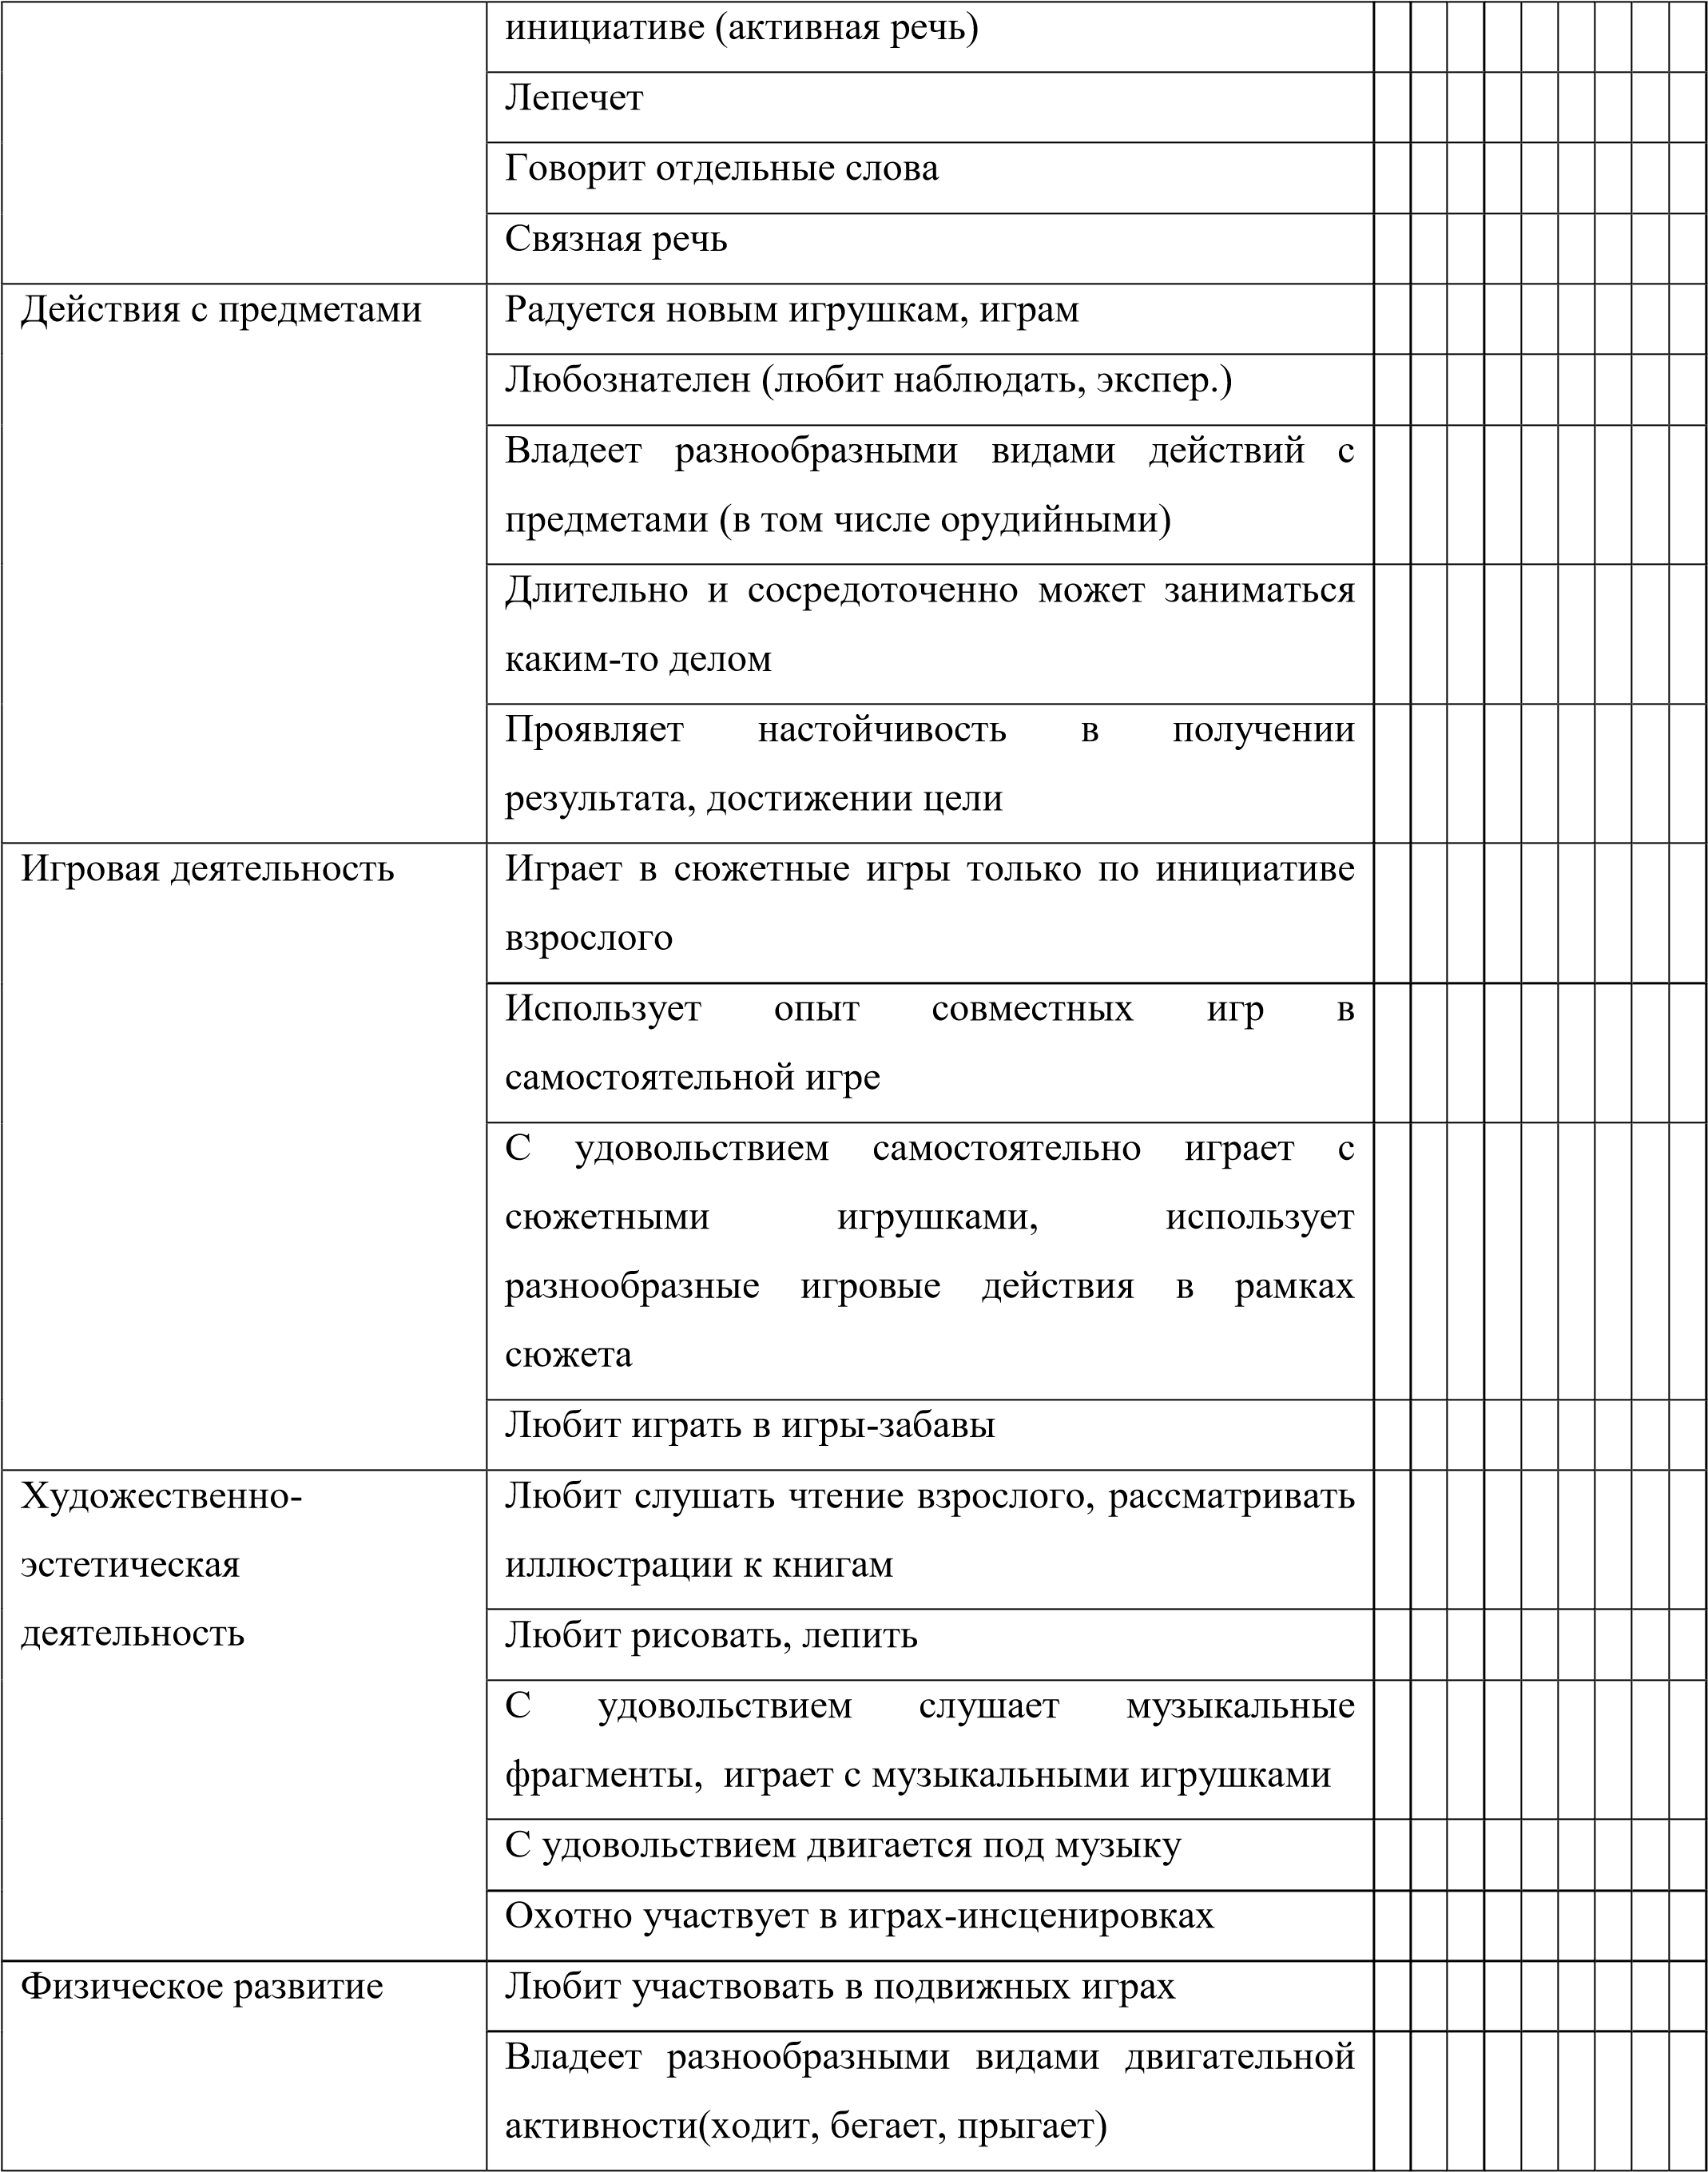 инициативе (активная речь)
Лепечет
Говорит отдельные слова
Связная речь
Действия с предметами
Радуется новым игрушкам, играм
Любознателен (любит наблюдать, экспер.)
Владеет разнообразными видами действий с
предметами (в том числе орудийными)
Длительно и сосредоточенно может заниматься
каким-то делом
Проявляет настойчивость в получении
результата, достижении цели
Игровая деятельность
Играет в сюжетные игры только по инициативе
взрослого
Использует опыт совместных игр в
самостоятельной игре
С удовольствием самостоятельно играет с
сюжетными игрушками, использует
разнообразные игровые действия в рамках
сюжета
Любит играть в игры-забавы
Художественно-
эстетическая
деятельность
Любит слушать чтение взрослого, рассматривать
иллюстрации к книгам
Любит рисовать, лепить
С удовольствием слушает музыкальные
фрагменты, играет с музыкальными игрушками
С удовольствием двигается под музыку
Охотно участвует в играх-инсценировках
Физическое развитие
Любит участвовать в подвижных играх
Владеет разнообразными видами двигательной
активности(ходит, бегает, прыгает)